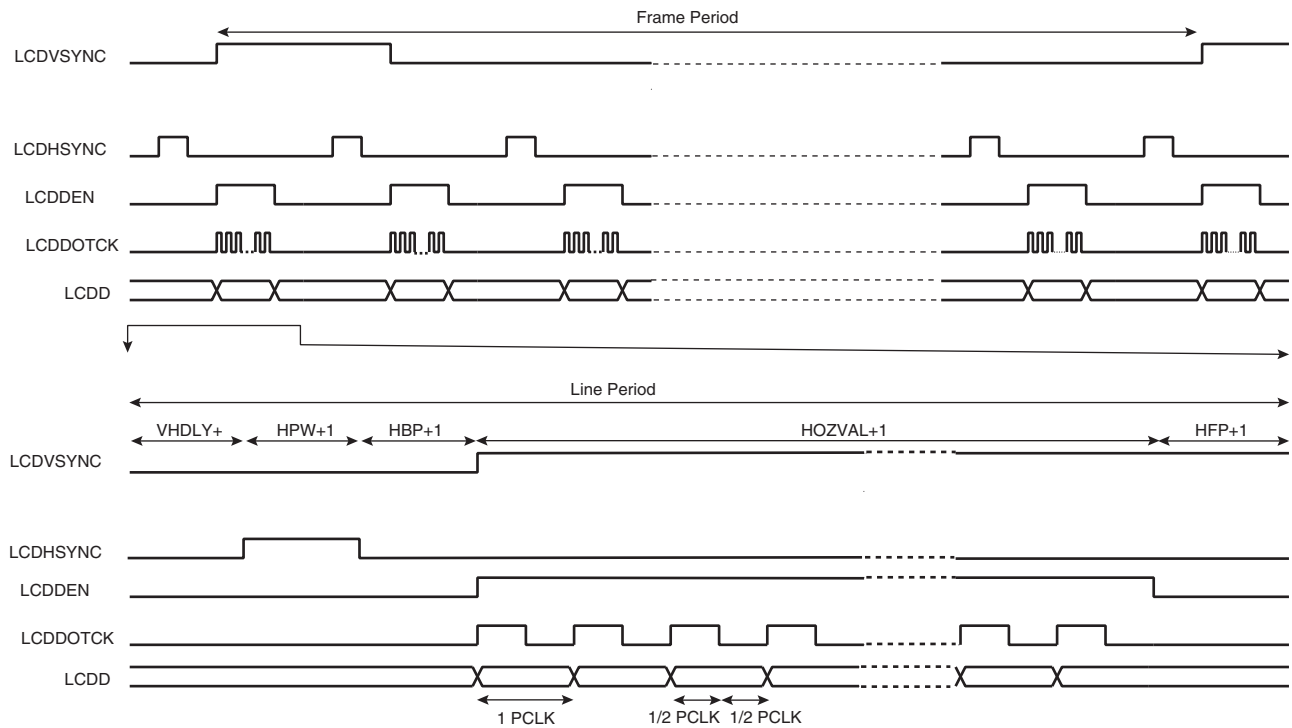 Frame Period
LCDVSYNC
LCDHSYNC
LCDDEN
LCDDOTCK
LCDD
Line Period
VHDLY+ HPW+1 HBP+1 HOZVAL+1 HFP+1
LCDVSYNC
LCDHSYNC
LCDDEN
LCDDOTCK
LCDD
1 PCLK 1/2 PCLK 1/2 PCLK